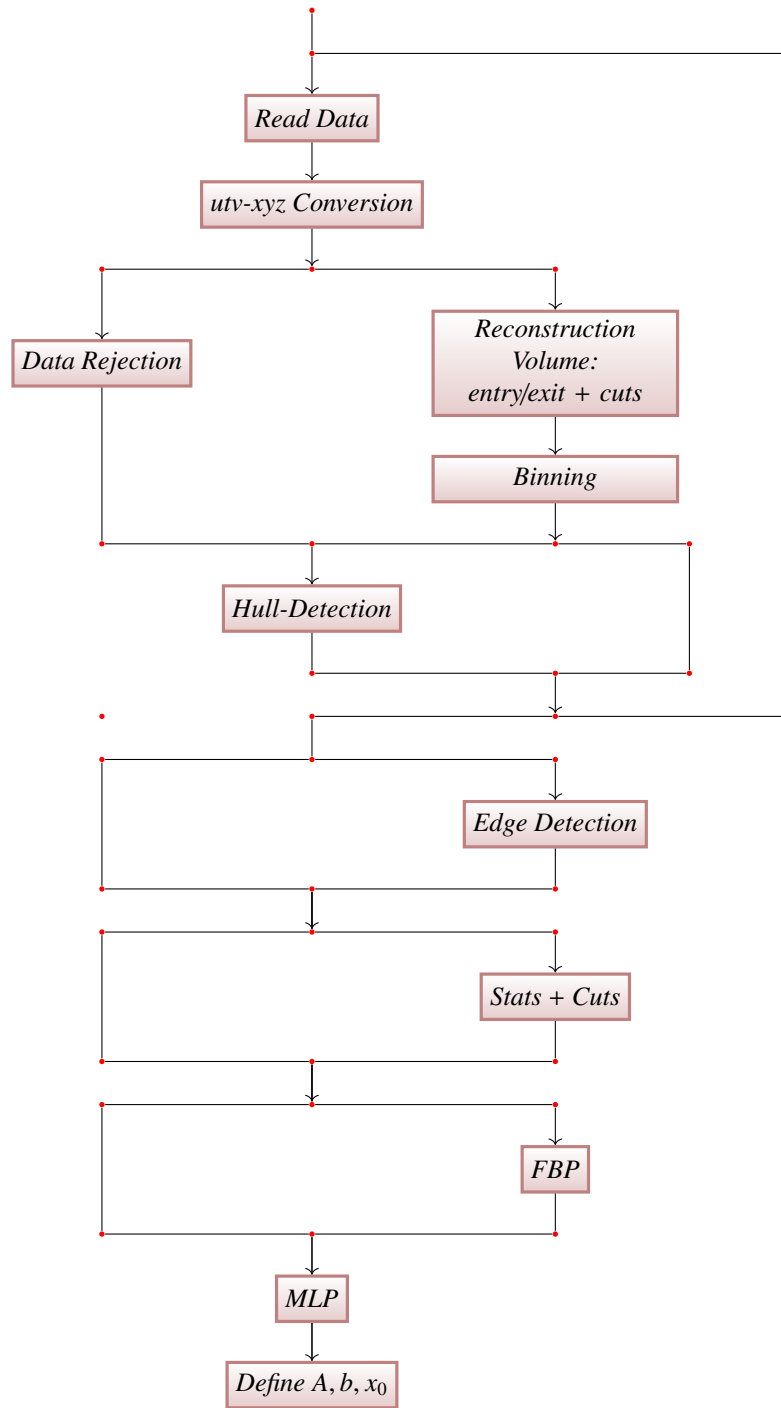 Read Data
utv-xyz Conversion
Data Rejection
Reconstruction
Volume:
entry/exit + cuts
Binning
Hull-Detection
Edge Detection
Stats + Cuts
FBP
MLP
Define A, b, x₀